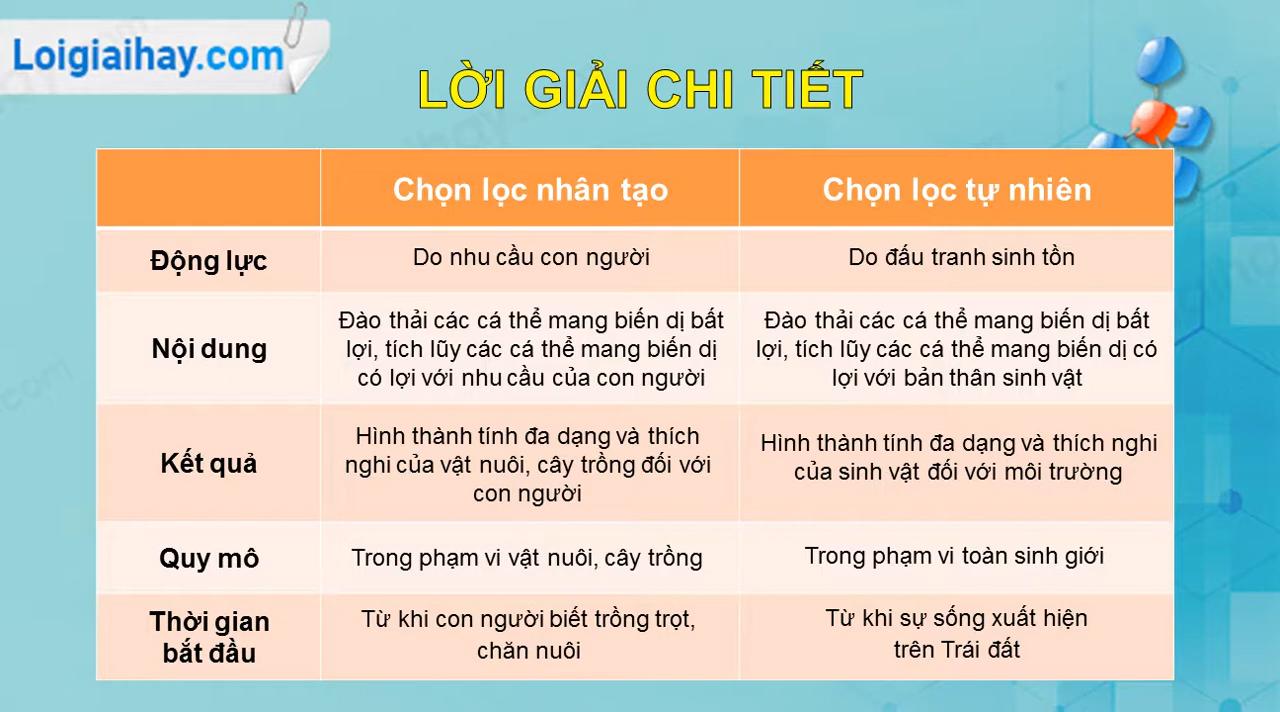 Loigiaihay.com
LỜI GIẢI CHI TIẾT
Chọn lọc nhân tạo
Chọn lọc tự nhiên
Động lực
Do nhu cầu con người
Do đấu tranh sinh tồn
Nội dung
Đào thải các cá thể mang biến dị bất
lợi, tích lũy các cá thể mang biến dị
có lợi với nhu cầu của con người
Đào thải các cá thể mang biến dị bất
lợi, tích lũy các cá thể mang biến dị có
lợi với bản thân sinh vật
Kết quả
Hình thành tính đa dạng và thích
nghi của vật nuôi, cây trồng đối với
con người
Hình thành tính đa dạng và thích nghi
của sinh vật đối với môi trường
Quy mô
Trong phạm vi vật nuôi, cây trồng
Trong phạm vi toàn sinh giới
Thời gian
bắt đầu
Từ khi con người biết trồng trọt,
chăn nuôi
Từ khi sự sống xuất hiện
trên Trái đất